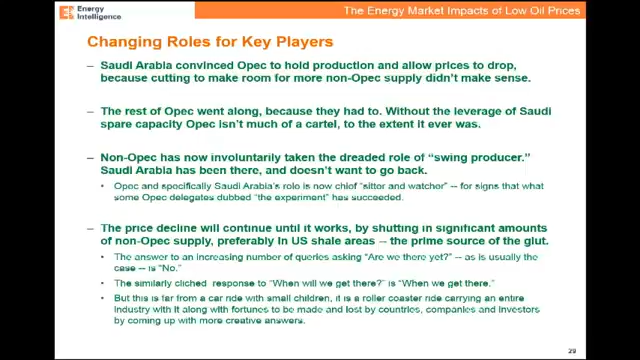 Energy
Intelligence
The Energy Market Impacts of Low Oil Prices
Changing Roles for Key Players
– Saudi Arabia convinced Opec to hold production and allow prices to drop,
because cutting to make room for more non-Opec supply didn't make sense.
– The rest of Opec went along, because they had to. Without the leverage of Saudi
spare capacity Opec isn't much of a cartel, to the extent it ever was.
– Non-Opec has now involuntarily taken the dreaded role of "swing producer."
Saudi Arabia has been there, and doesn't want to go back.
• Opec and specifically Saudi Arabia's role is now chief "sitter and watcher" -- for signs that what
some Opec delegates dubbed "the experiment" has succeeded.
– The price decline will continue until it works, by shutting in significant amounts
of non-Opec supply, preferably in US shale areas -- the prime source of the glut.
• The answer to an increasing number of queries asking "Are we there yet?" -- as is usually the
case -- is "No."
• The similarly cliched response to "When will we get there?" is "When we get there."
• But this is far from a car ride with small children, it is a roller coaster ride carrying an entire
industry with it along with fortunes to be made and lost by countries, companies and investors
by coming up with more creative answers.
29